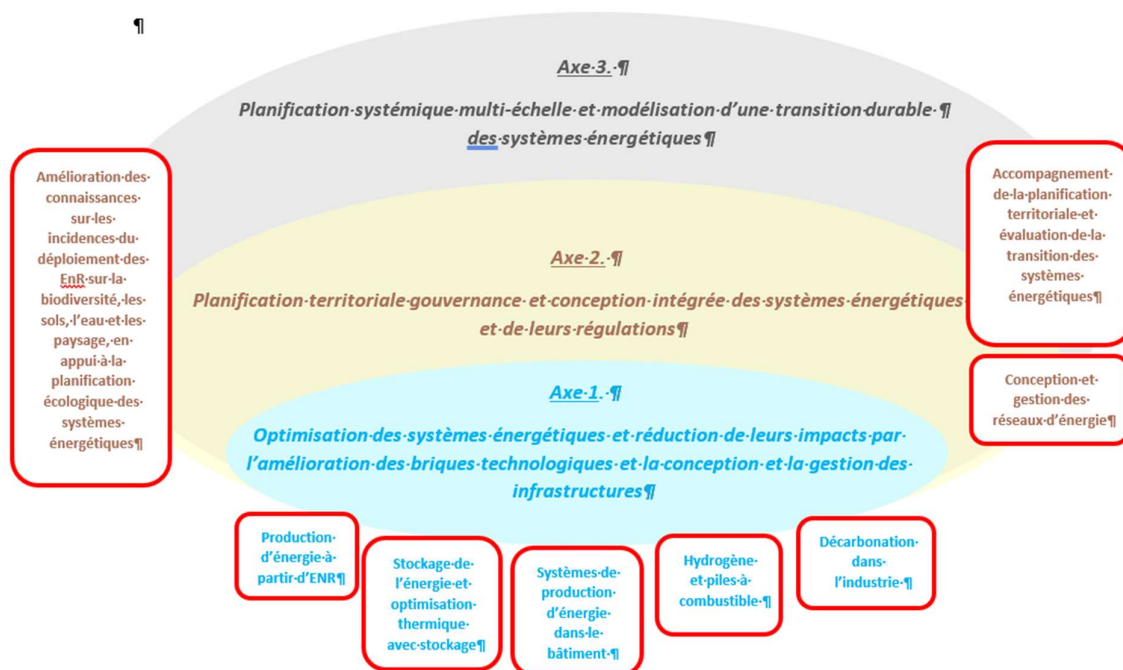 ¶
Axe·3.·¶
Planification·systémique·multi-échelle·et·modélisation·d'une·transition·durable·¶
des·systèmes·énergétiques¶
Amélioration·des·
connaissances·
sur·les·
incidences·du·
déploiement·des·
EnR·sur·la·
biodiversité,·les·
sols,·l'eau·et·les·
paysage,·en·
appui·à·la·
planification·
écologique·des·
systèmes·
énergétiques¶
Accompagnement·
de·la·planification·
territoriale·et·
évaluation·de·la·
transition·des·
systèmes·
énergétiques¶
Axe·2.·¶
Planification·territoriale·gouvernance·et·conception·intégrée·des·systèmes·énergétiques·
et·de·leurs·régulations¶
Conception·et·
gestion·des·
réseaux·d'énergie¶
Axe·1.·¶
Optimisation·des·systèmes·énergétiques·et·réduction·de·leurs·impacts·par·
l'amélioration·des·briques·technologiques·et·la·conception·et·la·gestion·des·
infrastructures¶
Production·
d'énergie·à·
partir·d'ENR¶
Stockage·de·
l'énergie·et·
optimisation·
thermique·
avec·stockage¶
Systèmes·de·
production·
d'énergie·
dans·le·
bâtiment·¶
Hydrogène·
et·piles·à·
combustible·¶
Décarbonation·
dans·
l'industrie·¶